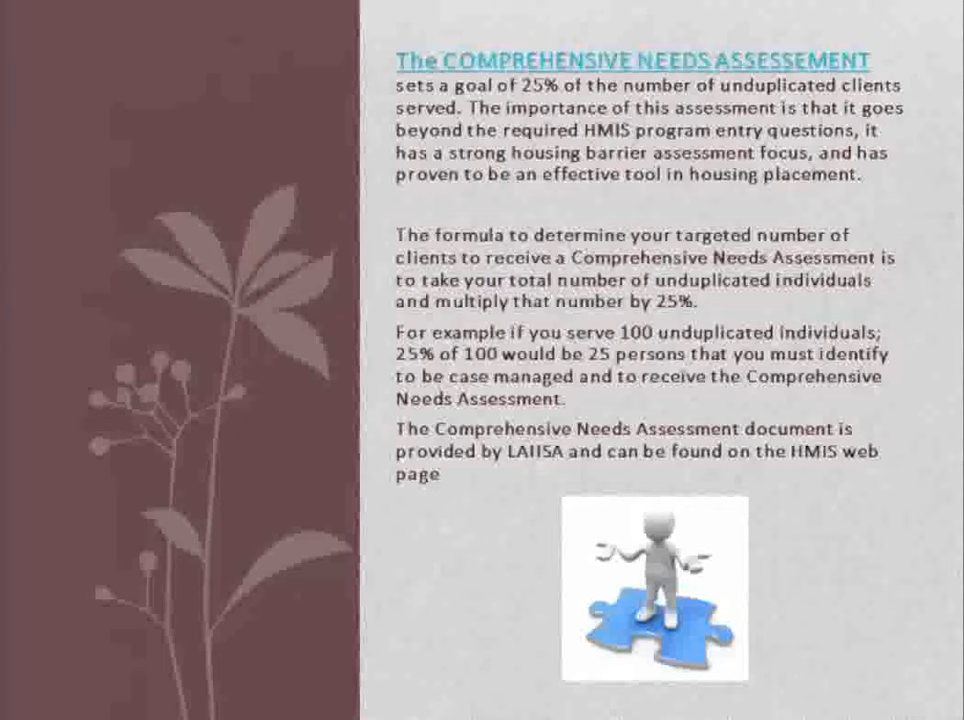 The COMPREHENSIVE NEEDS ASSESSEMENT
sets a goal of 25% of the number of unduplicated clients
served. The importance of this assessment is that it goes
beyond the required HMIS program entry questions, it
has a strong housing barrier assessment focus, and has
proven to be an effective tool in housing placement.
The formula to determine your targeted number of
clients to receive a Comprehensive Needs Assessment is
to take your total number of unduplicated individuals
and multiply that number by 25%.
For example if you serve 100 unduplicated individuals;
25% of 100 would be 25 persons that you must identify
to be case managed and to receive the Comprehensive
Needs Assessment.
The Comprehensive Needs Assessment document is
provided by LAHSA and can be found on the HMIS web
page